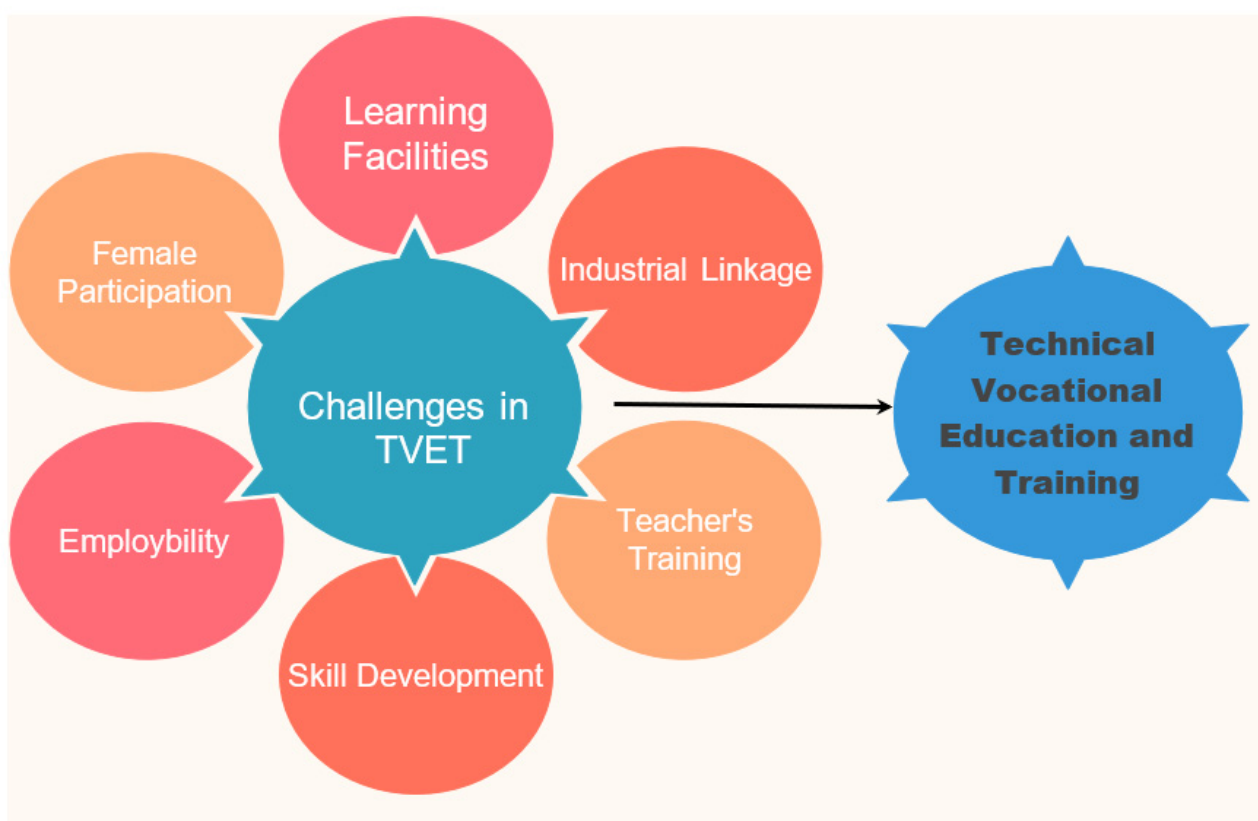 Learning
Facilities
Female
Participation
Industrial Linkage
Challenges in
TVET
Technical
Vocational
Education and
Training
Employbility
Teacher's
Training
Skill Development